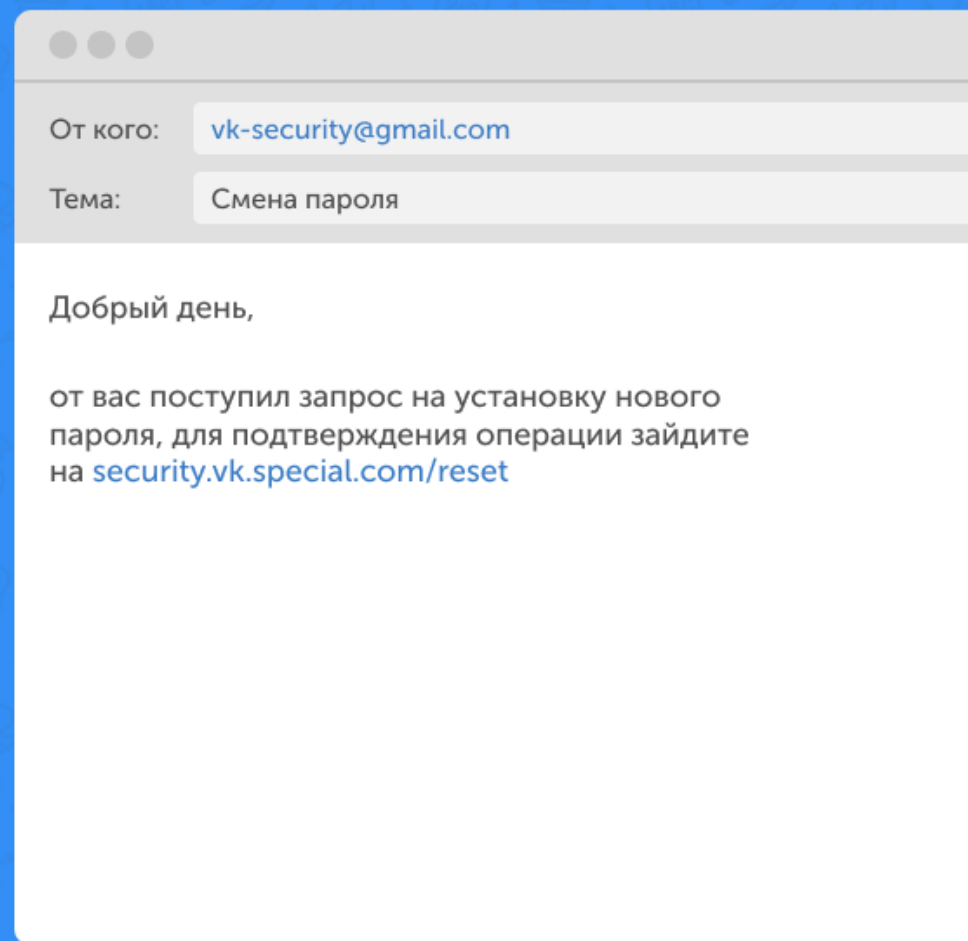 От кого: vk-security@gmail.com
Тема: Смена пароля
Добрый день,
от вас поступил запрос на установку нового
пароля, для подтверждения операции зайдите
на security.vk.special.com/reset